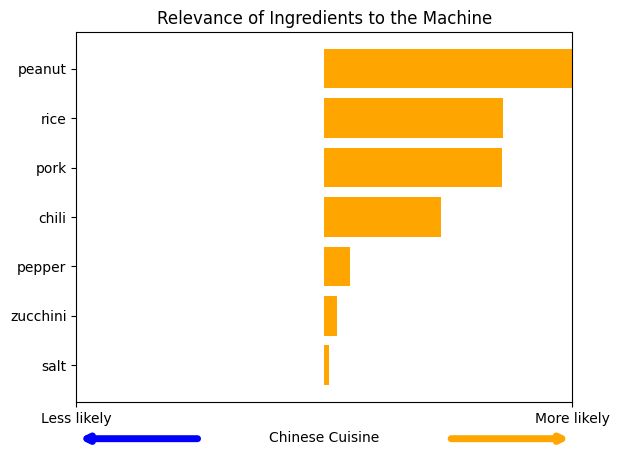 Relevance of Ingredients to the Machine
peanut
rice
pork
chili
pepper
zucchini
salt
Less likely
More likely
Chinese Cuisine